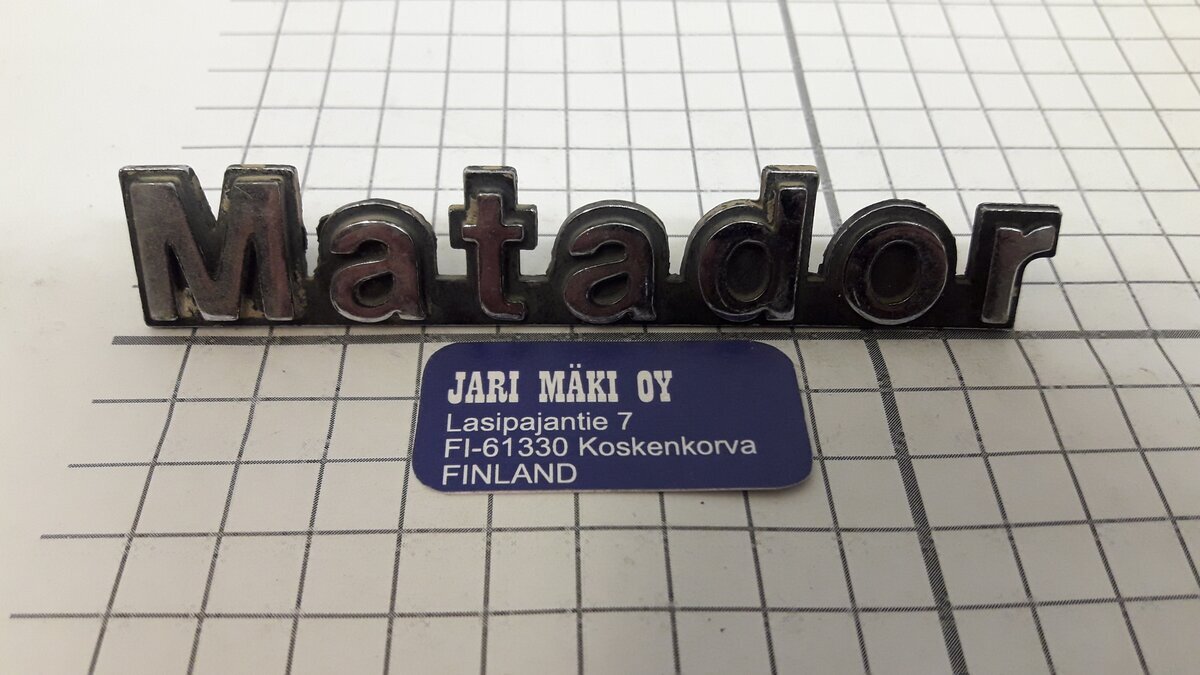 Matador
JARI MÄKI OY
Lasipajantie 7
FI-61330 Koskenkorva
FINLAND